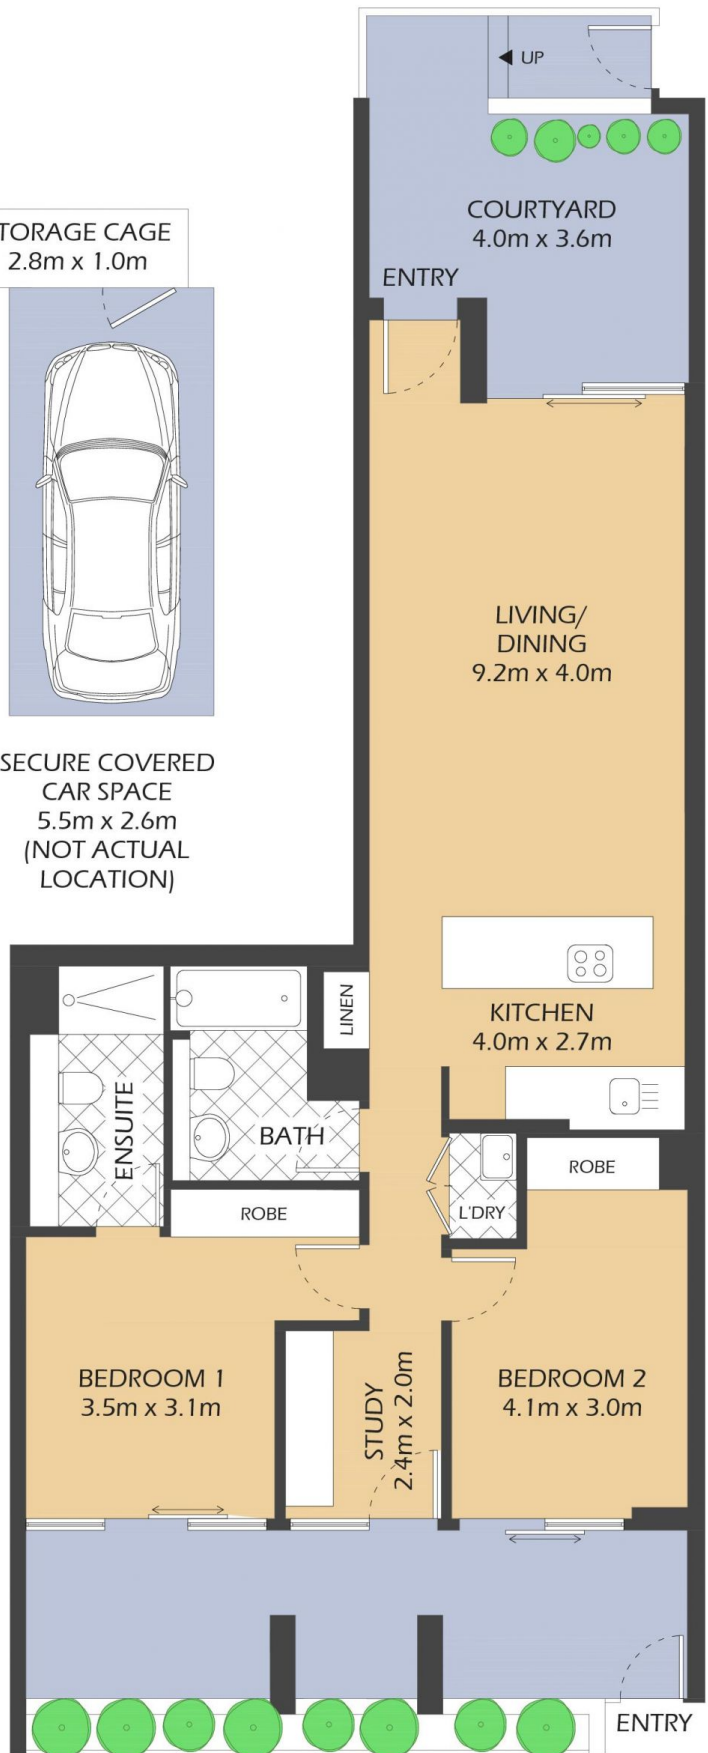 UP
COURTYARD
4.0m x 3.6m
ENTRY
TORAGE CAGE
2.8m x 1.0m
LIVING/
DINING
9.2m x 4.0m
SECURE COVERED
CAR SPACE
5.5m x 2.6m
(NOT ACTUAL
LOCATION)
LINEN
KITCHEN
4.0m x 2.7m
ENSUITE
BATH
ROBE
L'DRY
ROBE
BEDROOM 1
3.5m x 3.1m
STUDY
2.4m x 2.0m
BEDROOM 2
4.1m x 3.0m
ENTRY